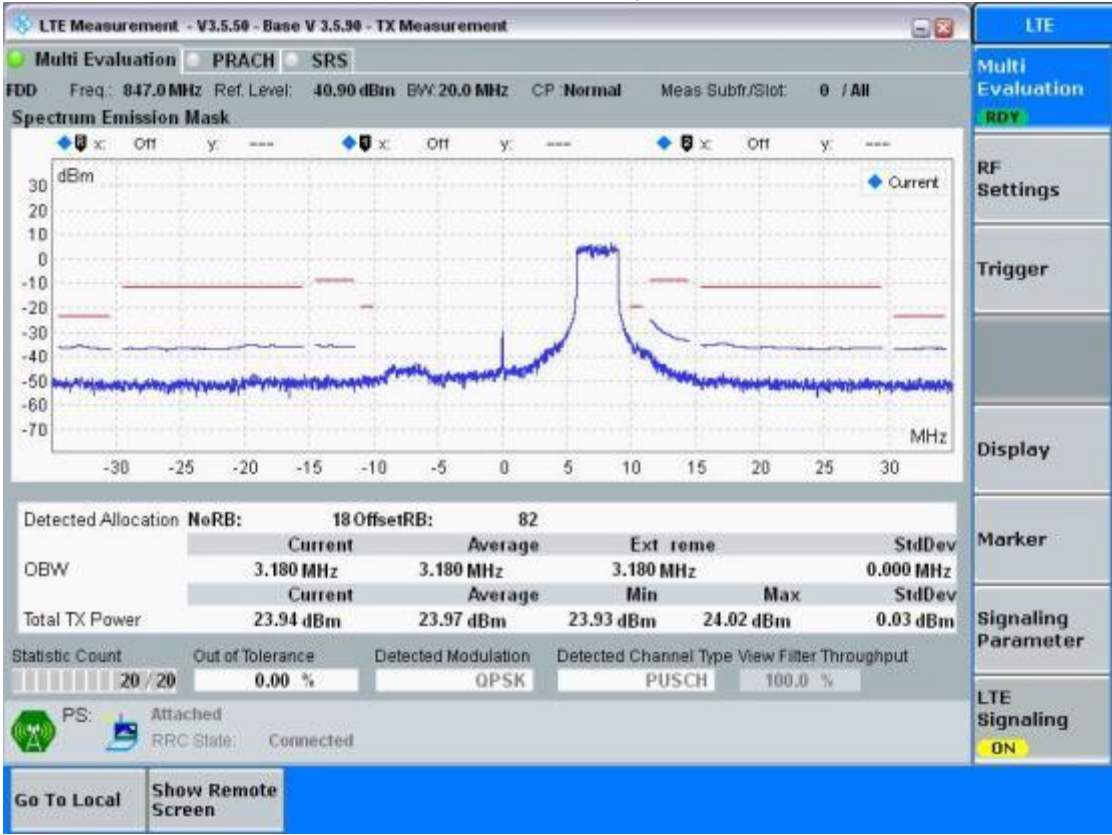 LTE Measurement - V3.5.50 - Base V 3.5.90 - TX Measurement
LTE
Multi Evaluation PRACH SRS
FDD Freq.: 847.0 MHz Ref. Level: 40.90 dBm BW: 20.0 MHz CP :Normal Meas Subfr./Slot: 0 / All
Spectrum Emission Mask
x: Off y: --- x: Off y: --- x: Off y: ---
dBm
Current
30
20
10
0
-10
-20
-30
-40
-50
-60
-70
MHz
-30 -25 -20 -15 -10 -5 0 5 10 15 20 25 30
Detected Allocation NoRB: 18 OffsetRB: 82
Current Average Ext reme StdDev
OBW 3.180 MHz 3.180 MHz 3.180 MHz 0.000 MHz
Current Average Min Max StdDev
Total TX Power 23.94 dBm 23.97 dBm 23.93 dBm 24.02 dBm 0.03 dBm
Statistic Count Out of Tolerance Detected Modulation Detected Channel Type View Filter Throughput
20 / 20 0.00 % QPSK PUSCH 100.0 %
PS: Attached
RRC State: Connected
Multi
Evaluation
RDY
RF
Settings
Trigger
Display
Marker
Signaling
Parameter
LTE
Signaling
ON
Go To Local
Show Remote
Screen